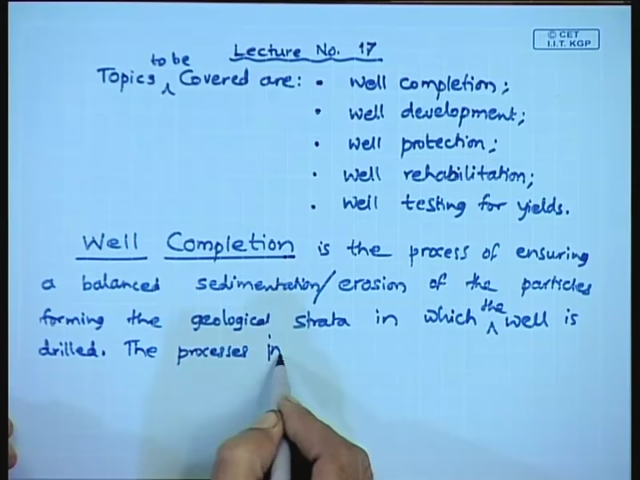 © CET
I.I.T. KGP
Lecture No. 17
Topics to be Covered are: • Well completion;
• Well development;
• Well protection;
• Well rehabilitation;
• Well testing for yields.
Well Completion is the process of ensuring
a balanced sedimentation/erosion of the particles
forming the geological strata in which the well is
drilled. The processes in